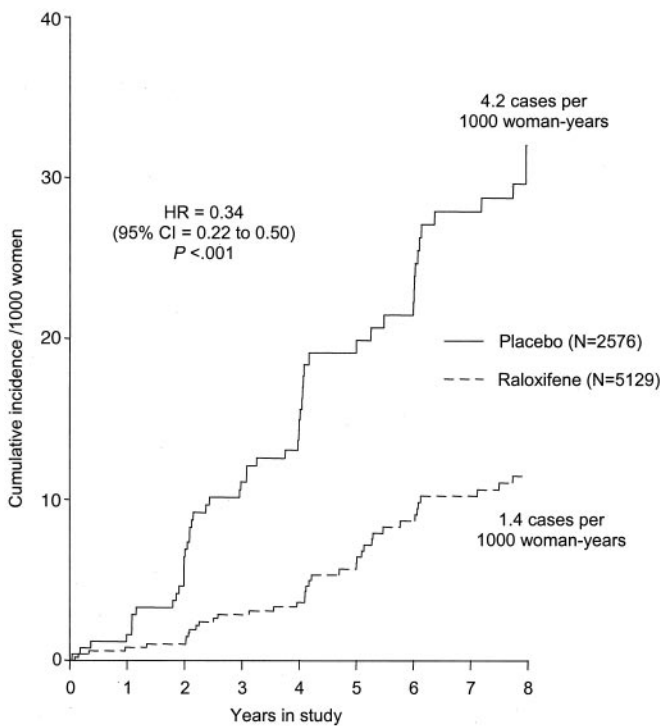 40
30
20
10
0
Cumulative incidence /1000 women
4.2 cases per
1000 woman-years
HR = 0.34
(95% CI = 0.22 to 0.50)
P <.001
Placebo (N=2576)
Raloxifene (N=5129)
1.4 cases per
1000 woman-years
0 1 2 3 4 5 6 7 8
Years in study